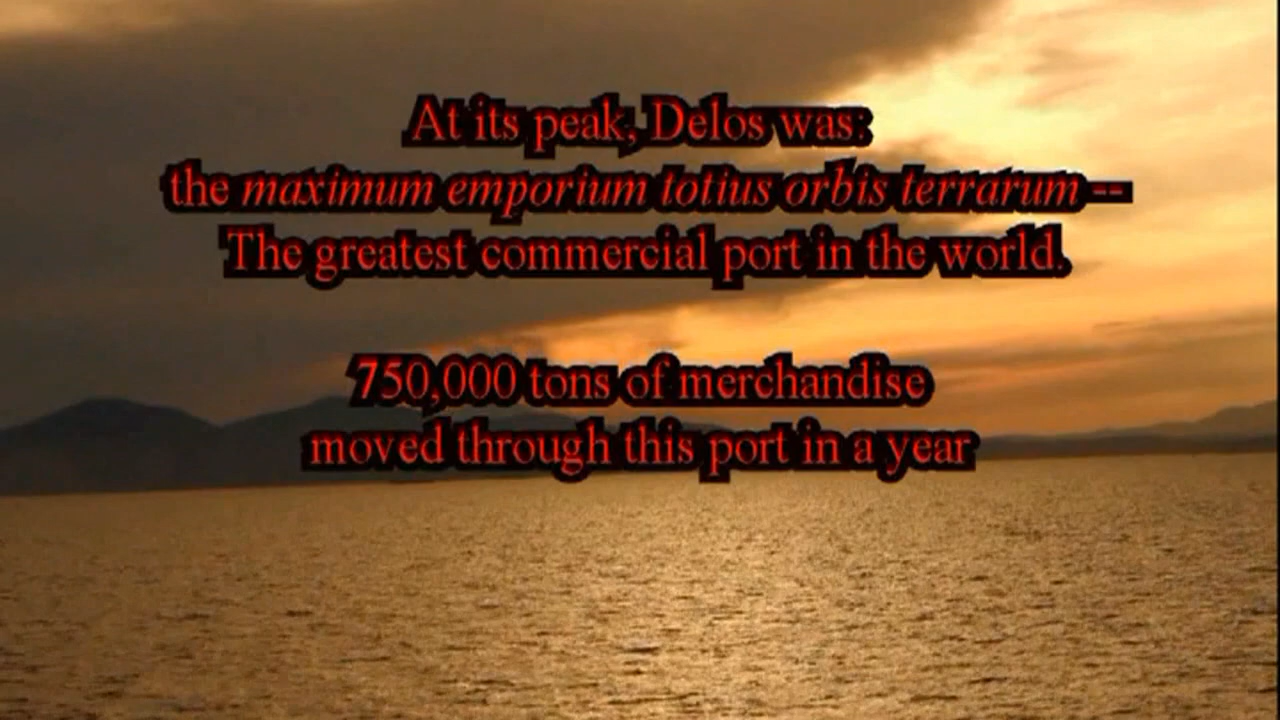 At its peak, Delos was:
the maximum emporium totius orbis terrarum --
The greatest commercial port in the world.
750,000 tons of merchandise
moved through this port in a year